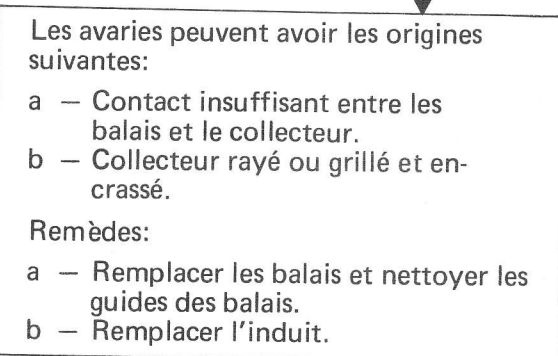 Les avaries peuvent avoir les origines
suivantes:
a — Contact insuffisant entre les
balais et le collecteur.
b — Collecteur rayé ou grillé et en-
crassé.
Remèdes:
a — Remplacer les balais et nettoyer les
guides des balais.
b — Remplacer l'induit.